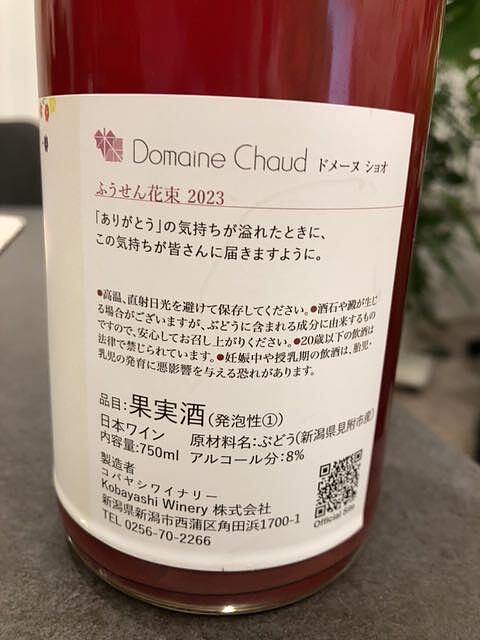 Domaine Chaud ドメーヌ ショオ
ふうせん花束 2023
「ありがとう」の気持ちが溢れたときに、
この気持ちが皆さんに届きますように。
●高温、直射日光を避けて保存してください。●酒石や澱が生じ
る場合がございますが、ぶどうに含まれる成分に由来するもの
ですので、安心してお召し上がりください。●20歳以下の飲酒は
法律で禁じられています。●妊娠中や授乳期の飲酒は、胎児・
乳児の発育に悪影響を与える恐れがあります。
品目:果実酒(発泡性①)
日本ワイン 原材料名:ぶどう(新潟県見附市産)
内容量:750ml アルコール分:8%
製造者
コバヤシワイナリー
Kobayashi Winery 株式会社
新潟県新潟市西蒲区角田浜1700-1
TEL 0256-70-2266
Official Site